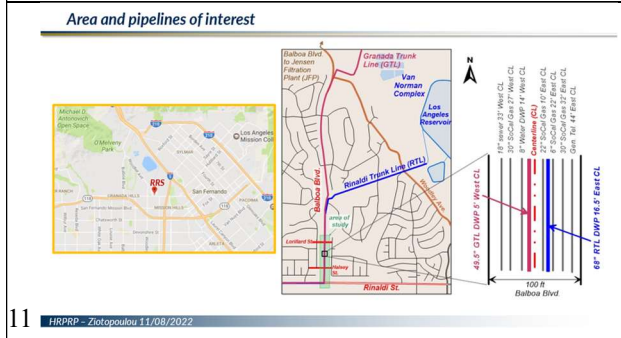 Area and pipelines of interest
Michael D.
Antonovich
Open Space
O'Melveny
Park
Los Angeles
Mission Coll
RRS
San Fernando
MISSION HILLS
PACOIMA
Balboa Blvd.
to Jensen
Filtration
Plant (JFP)
Granada Trunk
Line (GTL)
Van
Norman
Complex
Los
Angeles
Reservoir
Rinaldi Trunk Line (RTL)
Balboa Blvd.
Woodley Ave
area of
study
Lorillard St.
Halsey
St.
Rinaldi St.
N
18" sewer 33' West CL
30" SoCal Gas 27' West CL
8" Water DWP 14' West CL
Centerline (CL)
22" SoCal Gas 10' East CL
6" SoCal Gas 22' East CL
30" SoCal Gas 32' East CL
Gen. Tel 44' East CL
49.5" GTL DWP 5' West CL
68" RTL DWP 16.5' East CL
100 ft
Balboa Blvd.
11
HRPRP – Ziotopoulou 11/08/2022